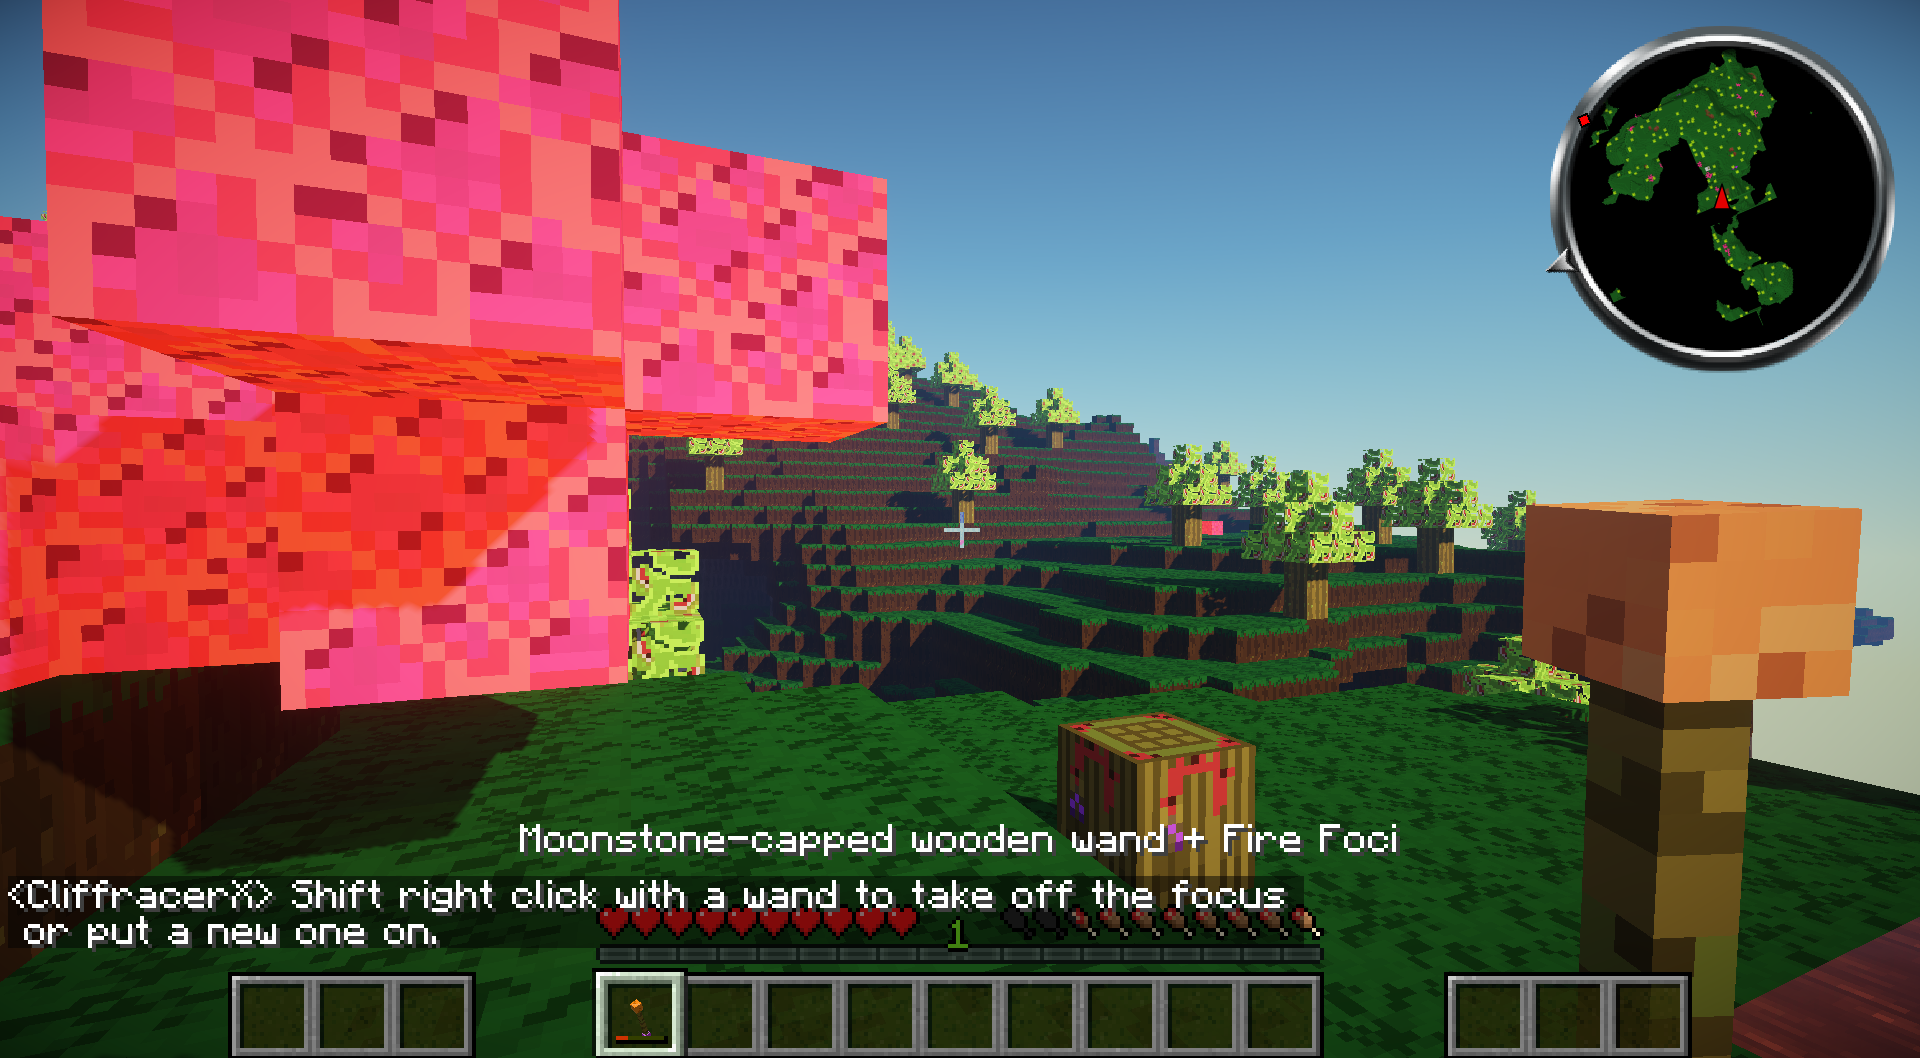 Moonstone-capped wooden wand + Fire Foci
<CliffracerX> Shift right click with a wand to take off the focus
or put a new one on.
1